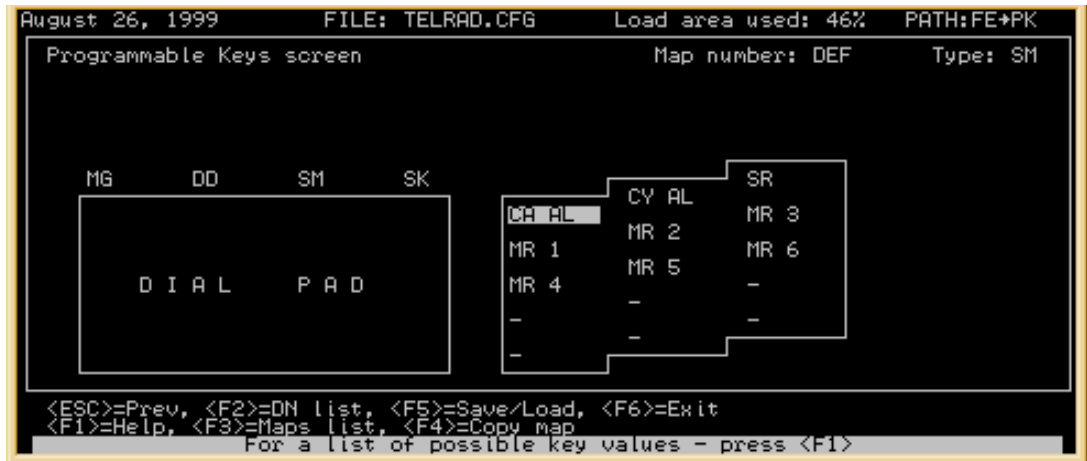 August 26, 1999 FILE: TELRAD.CFG Load area used: 46% PATH:FE→PK
Programmable Keys screen Map number: DEF Type: SM
MG DD SM SK
DIAL PAD
CA AL CY AL SR
MR 1 MR 2 MR 3
MR 4 MR 5 MR 6
- - -
- - -
<ESC>=Prev, <F2>=DN list, <F5>=Save/Load, <F6>=Exit
<F1>=Help, <F3>=Maps list, <F4>=Copy map
For a list of possible key values - press <F1>